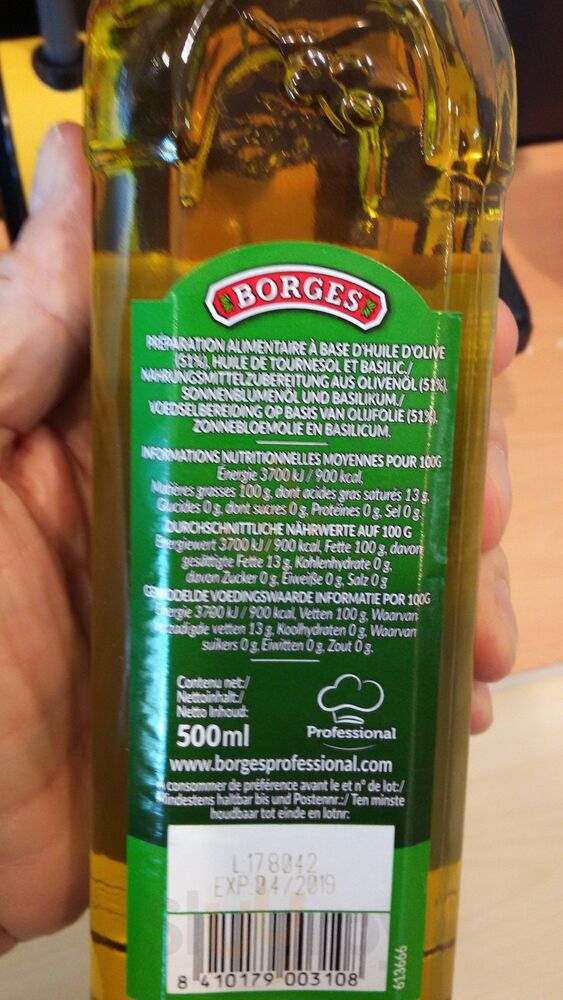 BORGES
PRÉPARATION ALIMENTAIRE À BASE D'HUILE D'OLIVE
(51%), HUILE DE TOURNESOL ET BASILIC./
NAHRUNGSMITTELZUBEREITUNG AUS OLIVENÖL (51%),
SONNENBLUMENÖL UND BASILIKUM./
VOEDSELBEREIDING OP BASIS VAN OLIJFOLIE (51%),
ZONNEBLOEMOLIE EN BASILICUM.
INFORMATIONS NUTRITIONNELLES MOYENNES POUR 100G
Énergie 3700 kJ / 900 kcal,
Matières grasses 100 g, dont acides gras saturés 13 g,
Glucides 0 g, dont sucres 0 g, Protéines 0 g, Sel 0 g.
DURCHSCHNITTLICHE NÄHRWERTE AUF 100 G
Energiewert 3700 kJ / 900 kcal, Fette 100 g, davon
gesättigte Fette 13 g, Kohlenhydrate 0 g,
davon Zucker 0 g, Eiweiße 0 g, Salz 0 g
GEMIDDELDE VOEDINGSWAARDE INFORMATIE POR 100G
Energie 3700 kJ / 900 kcal, Vetten 100 g, Waarvan
verzadigde vetten 13 g, Koolhydraten 0 g, Waarvan
suikers 0 g, Eiwitten 0 g, Zout 0 g.
Contenu net:/
Nettoinhalt:/
Netto Inhoud:
500ml
Professional
www.borgesprofessional.com
A consommer de préférence avant le et n° de lot:/
Mindestens haltbar bis und Postennr.:/ Ten minste
houdbaar tot einde en lotnr:
L178042
EXP:04/2019
8 410179 003108
613666